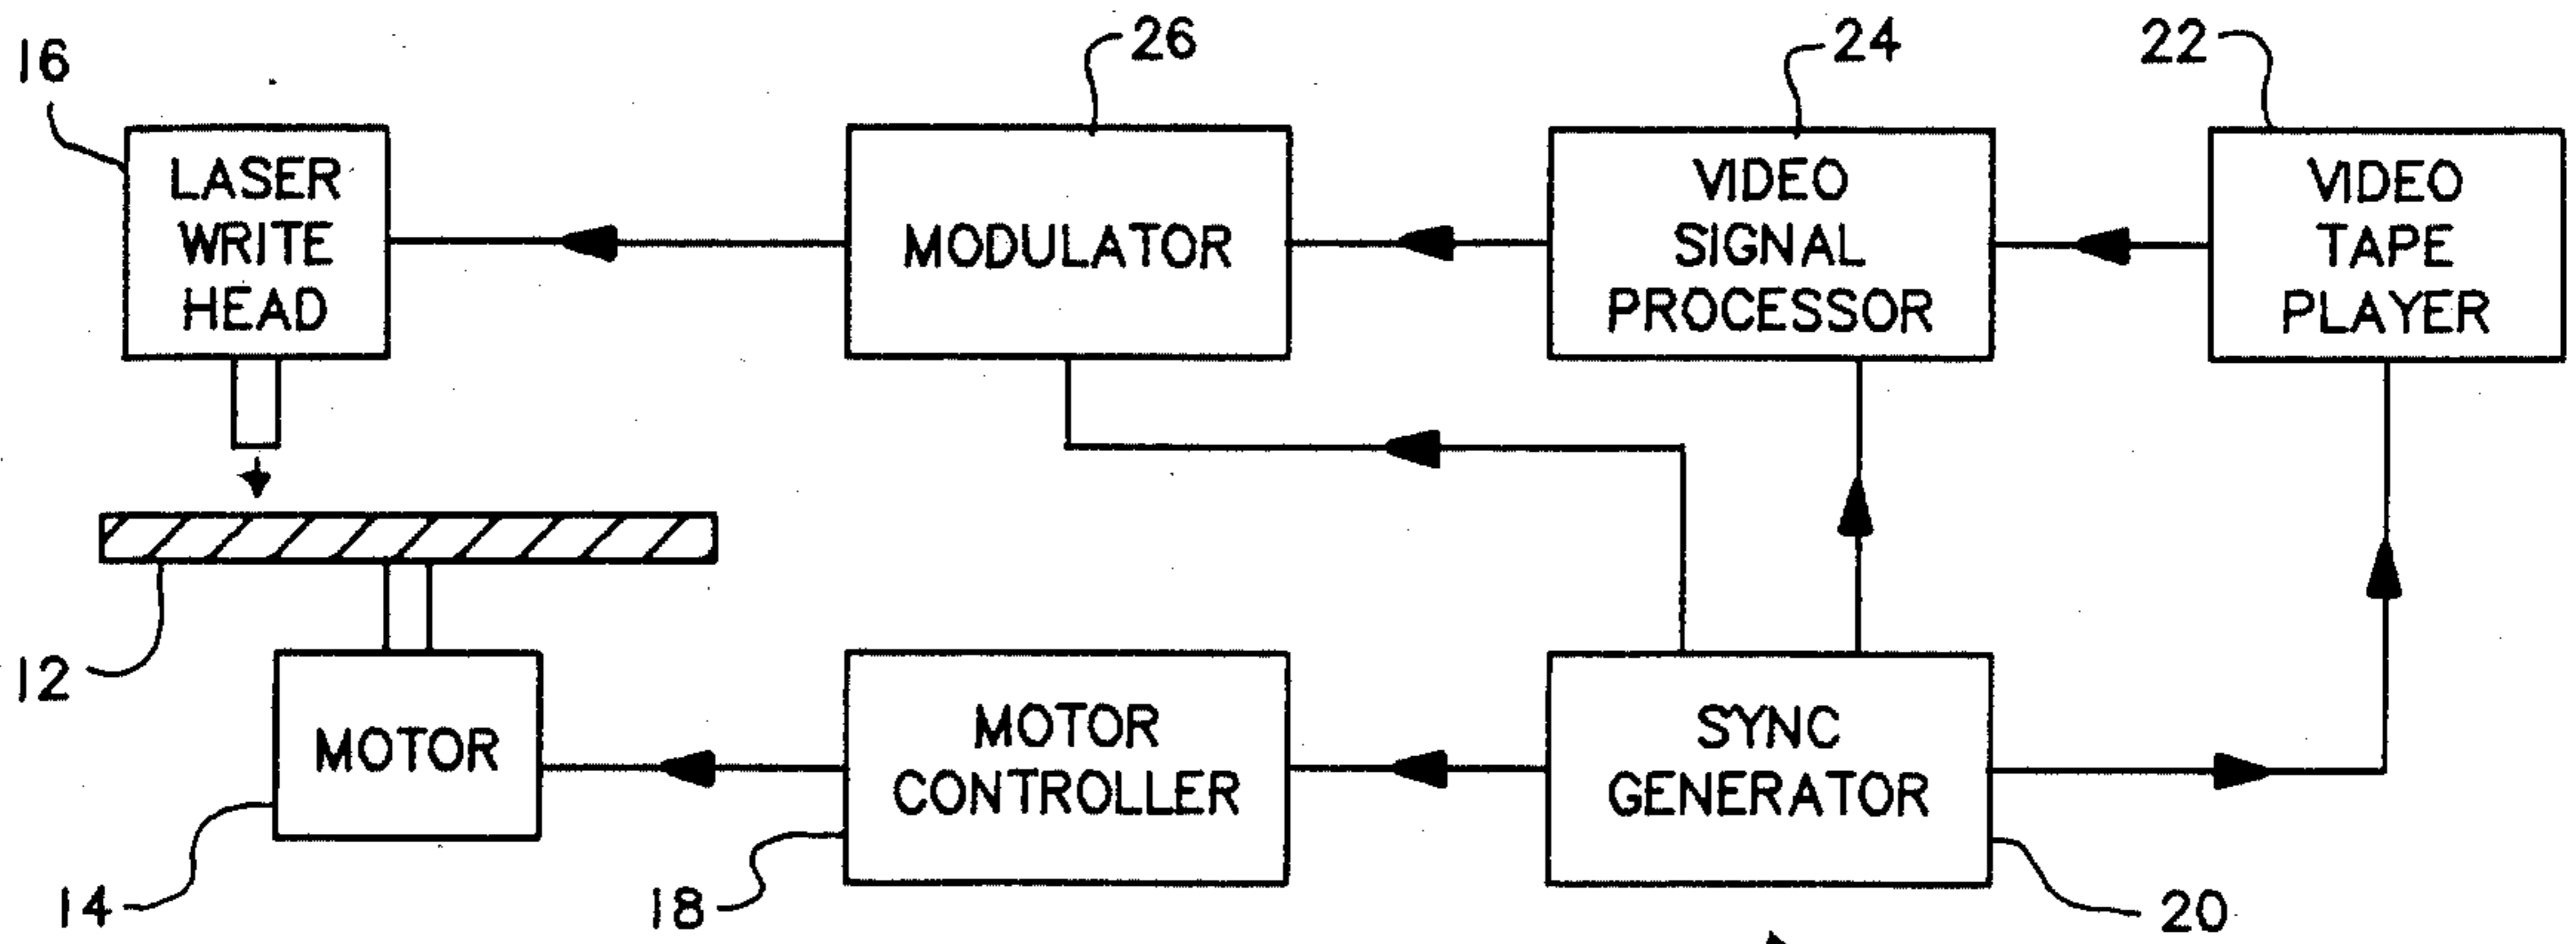 26
24
22
16
LASER
WRITE
HEAD
MODULATOR
VIDEO
SIGNAL
PROCESSOR
VIDEO
TAPE
PLAYER
12
MOTOR
MOTOR
CONTROLLER
SYNC
GENERATOR
14
18
20